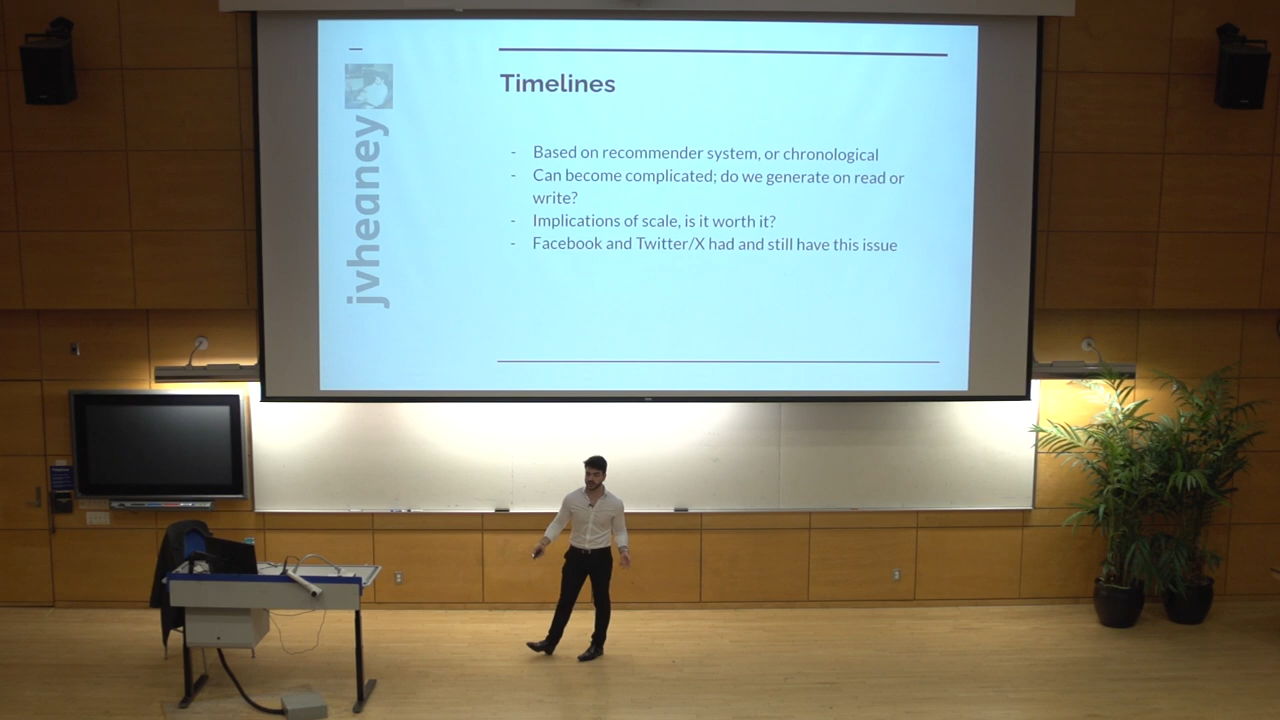 jvheaney
Timelines
- Based on recommender system, or chronological
- Can become complicated; do we generate on read or
write?
- Implications of scale, is it worth it?
- Facebook and Twitter/X had and still have this issue